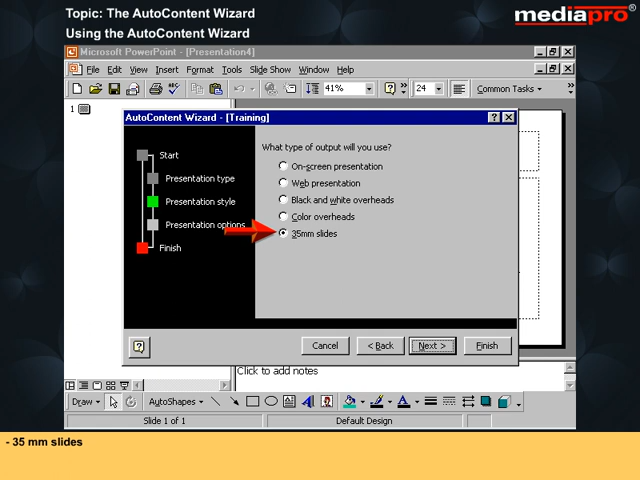 Topic: The AutoContent Wizard
Using the AutoContent Wizard
mediapro®
Microsoft PowerPoint - [Presentation4]
File Edit View Insert Format Tools Slide Show Window Help
41% 24 Common Tasks
1
AutoContent Wizard - [Training]
Start
Presentation type
Presentation style
Presentation options
Finish
What type of output will you use?
On-screen presentation
Web presentation
Black and white overheads
Color overheads
35mm slides
Cancel < Back Next > Finish
Click to add notes
Draw AutoShapes
Slide 1 of 1 Default Design
- 35 mm slides